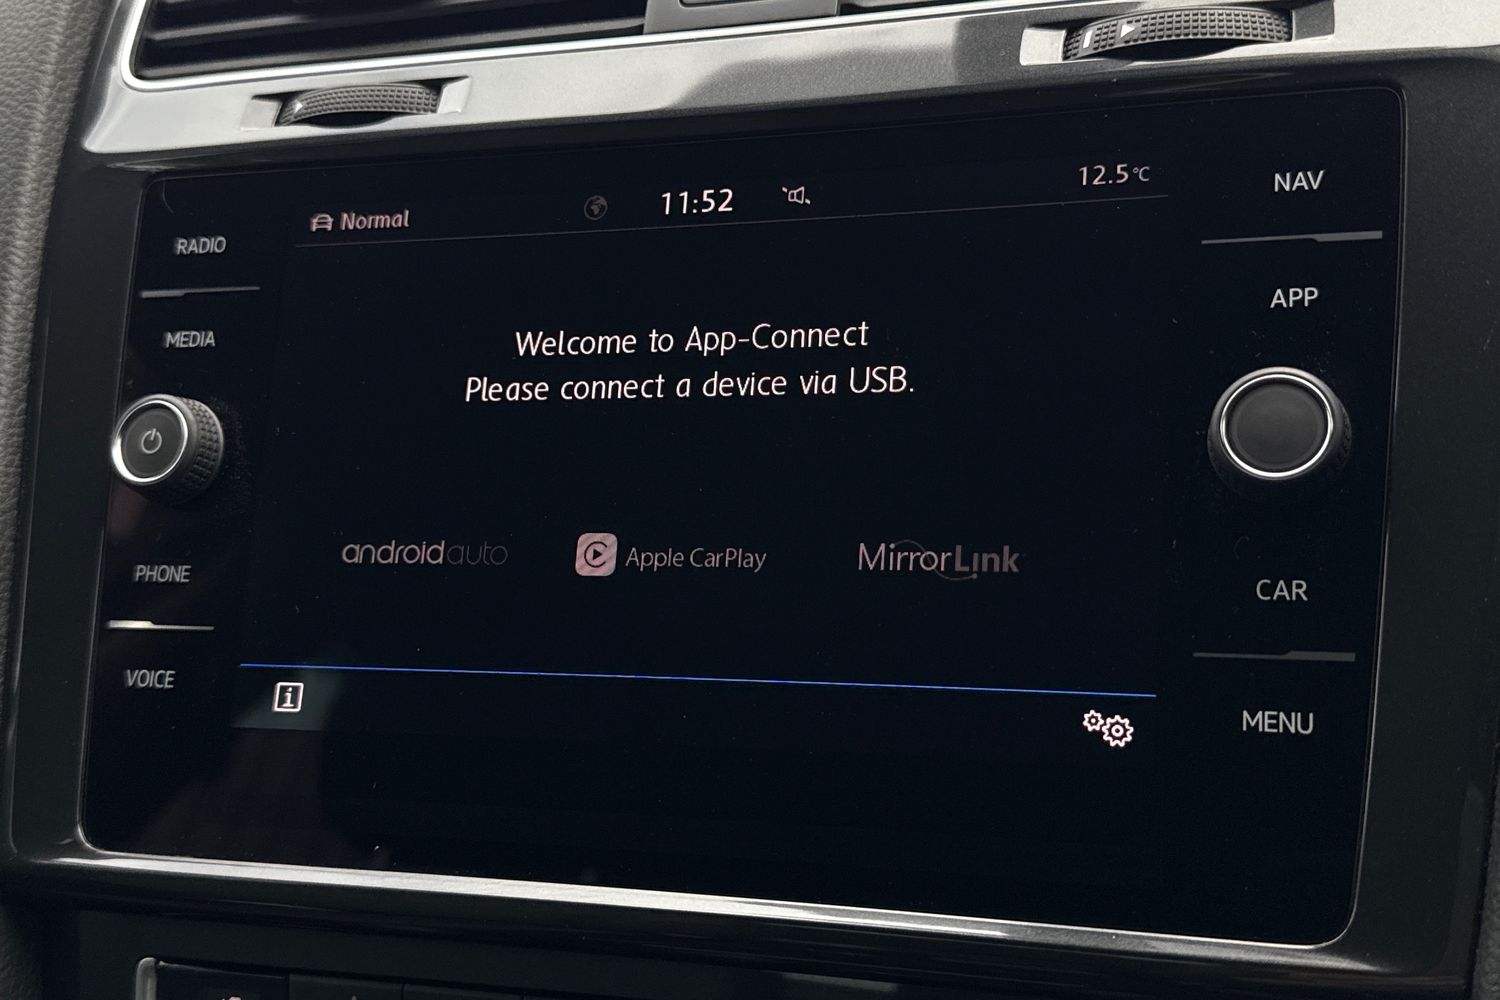 NAV
Normal
11:52
12.5°C
RADIO
APP
MEDIA
Welcome to App-Connect
Please connect a device via USB.
androidauto
Apple CarPlay
MirrorLink
PHONE
CAR
VOICE
i
MENU